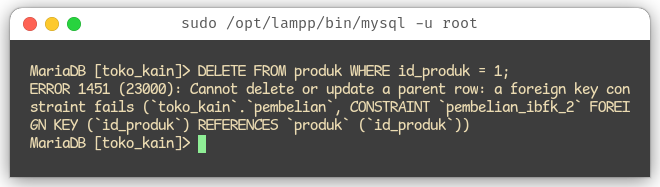 sudo /opt/lampp/bin/mysql -u root
MariaDB [toko_kain]> DELETE FROM produk WHERE id_produk = 1;
ERROR 1451 (23000): Cannot delete or update a parent row: a foreign key con
straint fails (`toko_kain`.`pembelian`, CONSTRAINT `pembelian_ibfk_2` FOREI
GN KEY (`id_produk`) REFERENCES `produk` (`id_produk`))
MariaDB [toko_kain]>